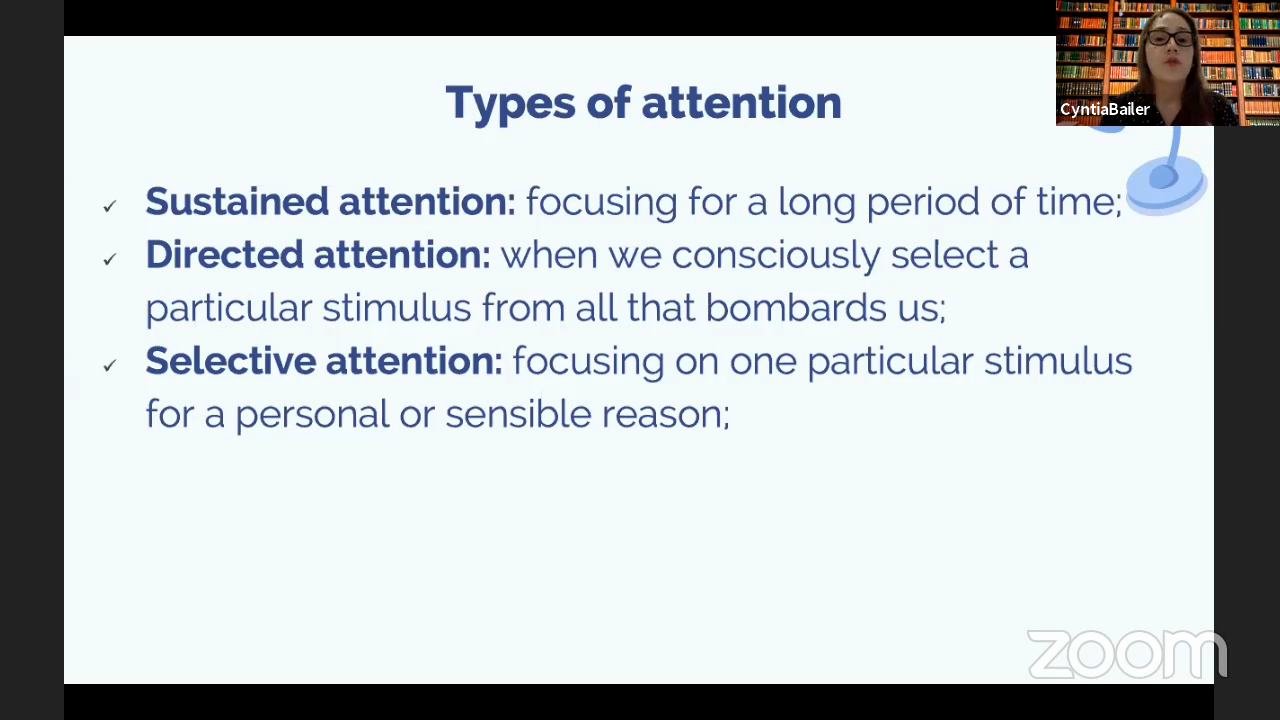 Types of attention
CyntiaBailer
✓ Sustained attention: focusing for a long period of time;
✓ Directed attention: when we consciously select a
particular stimulus from all that bombards us;
✓ Selective attention: focusing on one particular stimulus
for a personal or sensible reason;
zoom